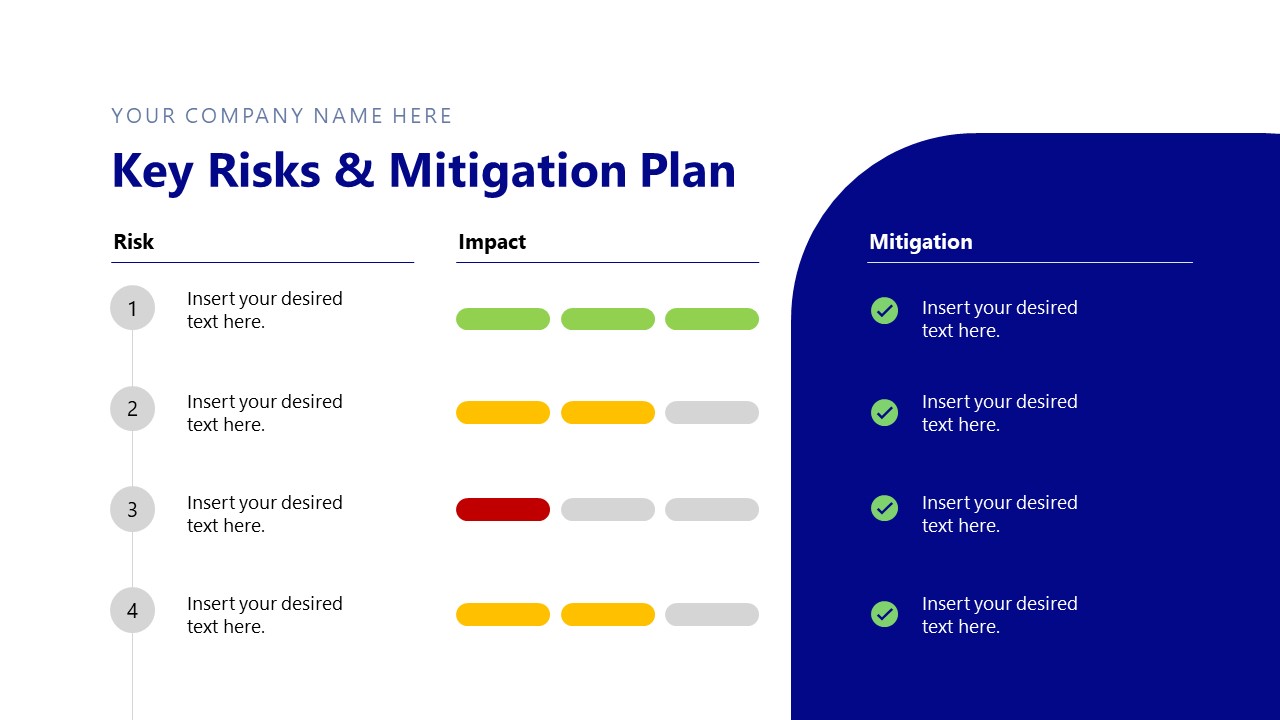 YOUR COMPANY NAME HERE
Key Risks & Mitigation Plan
Risk
Impact
Mitigation
1
Insert your desired
text here.
Insert your desired
text here.
2
Insert your desired
text here.
Insert your desired
text here.
3
Insert your desired
text here.
Insert your desired
text here.
4
Insert your desired
text here.
Insert your desired
text here.